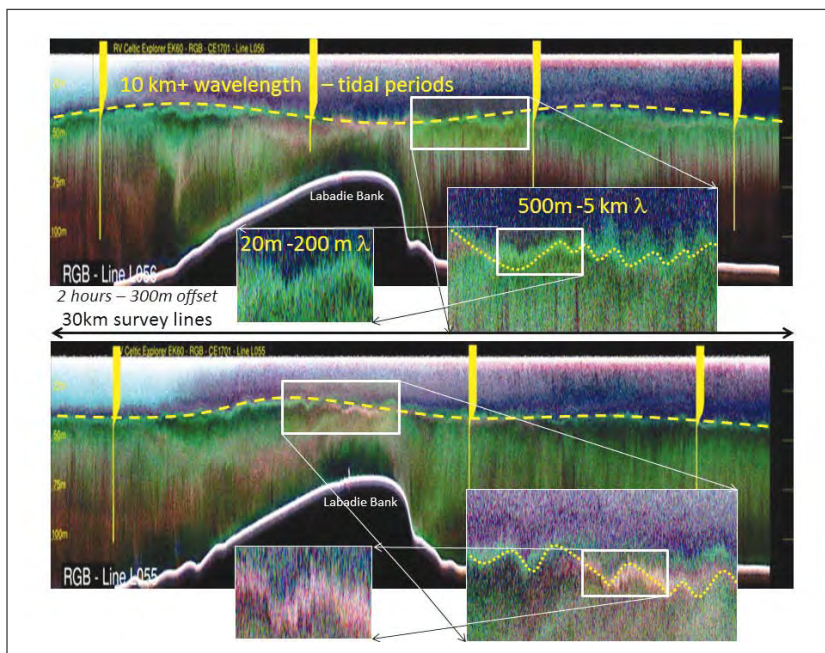 RV Celtic Explorer EK60 - RGB - CE1701 - Line L056
10 km+ wavelength – tidal periods
50m
75m
Labadie Bank
500m -5 km λ
100m
20m -200 m λ
RGB - Line L056
2 hours – 300m offset
30km survey lines
RV Celtic Explorer EK60 - RGB - CE1701 - Line L055
50m
75m
Labadie Bank
100m
RGB - Line L055